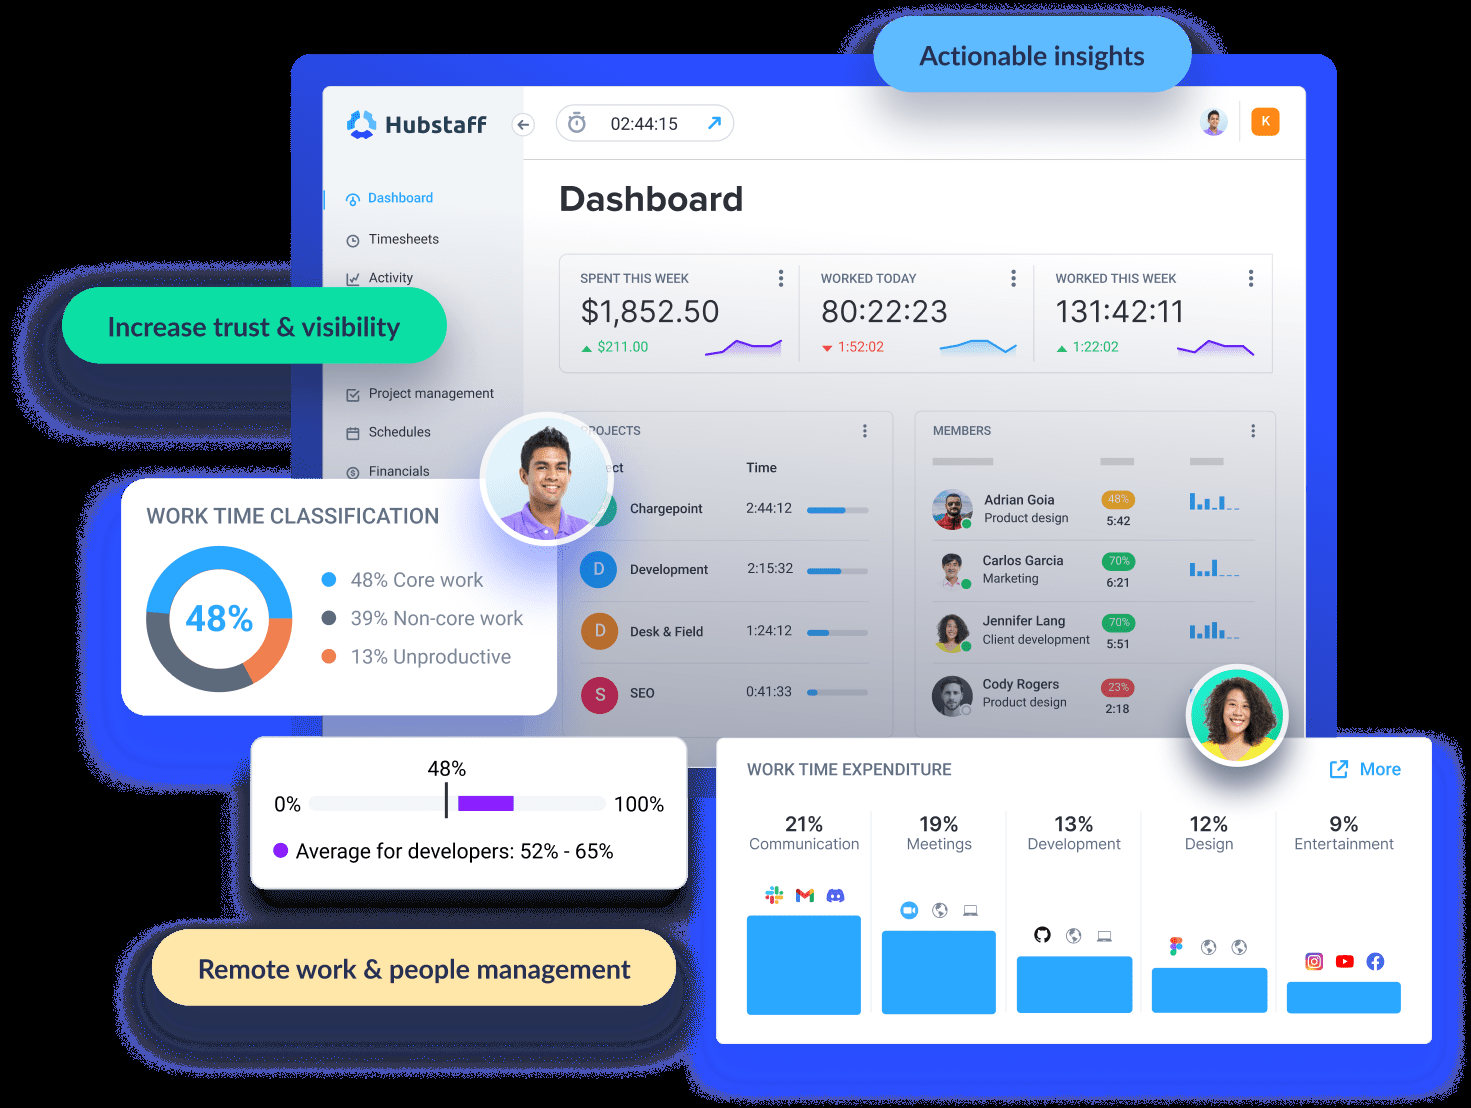 Actionable insights
Hubstaff
02:44:15
K
Dashboard
Timesheets
Activity
Increase trust & visibility
Project management
Schedules
Financials
Dashboard
SPENT THIS WEEK
$1,852.50
$211.00
WORKED TODAY
80:22:23
1:52:02
WORKED THIS WEEK
131:42:11
1:22:02
ROJECTS
ect Time
Chargepoint 2:44:12
D Development 2:15:32
D Desk & Field 1:24:12
S SEO 0:41:33
MEMBERS
Adrian Goia 48%
Product design 5:42
Carlos Garcia 70%
Marketing 6:21
Jennifer Lang 70%
Client development 5:51
Cody Rogers 23%
Product design 2:18
WORK TIME CLASSIFICATION
48%
48% Core work
39% Non-core work
13% Unproductive
48%
0% 100%
Average for developers: 52% - 65%
Remote work & people management
WORK TIME EXPENDITURE More
21% 19% 13% 12% 9%
Communication Meetings Development Design Entertainment